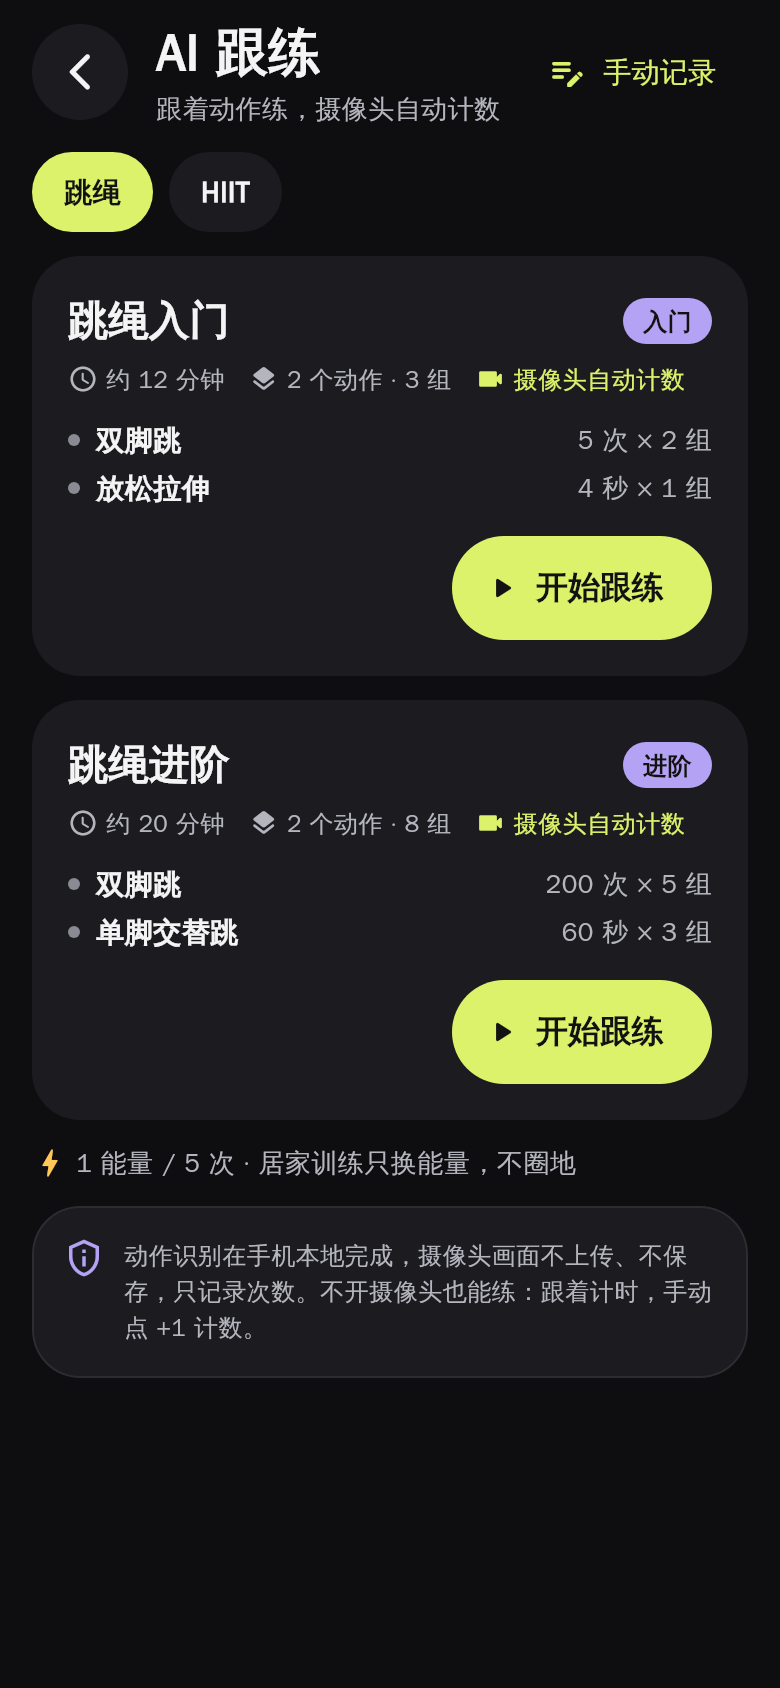 AI 跟练
跟着动作练，摄像头自动计数
手动记录
跳绳
HIIT
跳绳入门
入门
约 12 分钟
2 个动作 · 3 组
摄像头自动计数
双脚跳
5 次 × 2 组
放松拉伸
4 秒 × 1 组
开始跟练
跳绳进阶
进阶
约 20 分钟
2 个动作 · 8 组
摄像头自动计数
双脚跳
200 次 × 5 组
单脚交替跳
60 秒 × 3 组
开始跟练
1 能量 / 5 次 · 居家训练只换能量，不圈地
动作识别在手机本地完成，摄像头画面不上传、不保
存，只记录次数。不开摄像头也能练：跟着计时，手动
点 +1 计数。